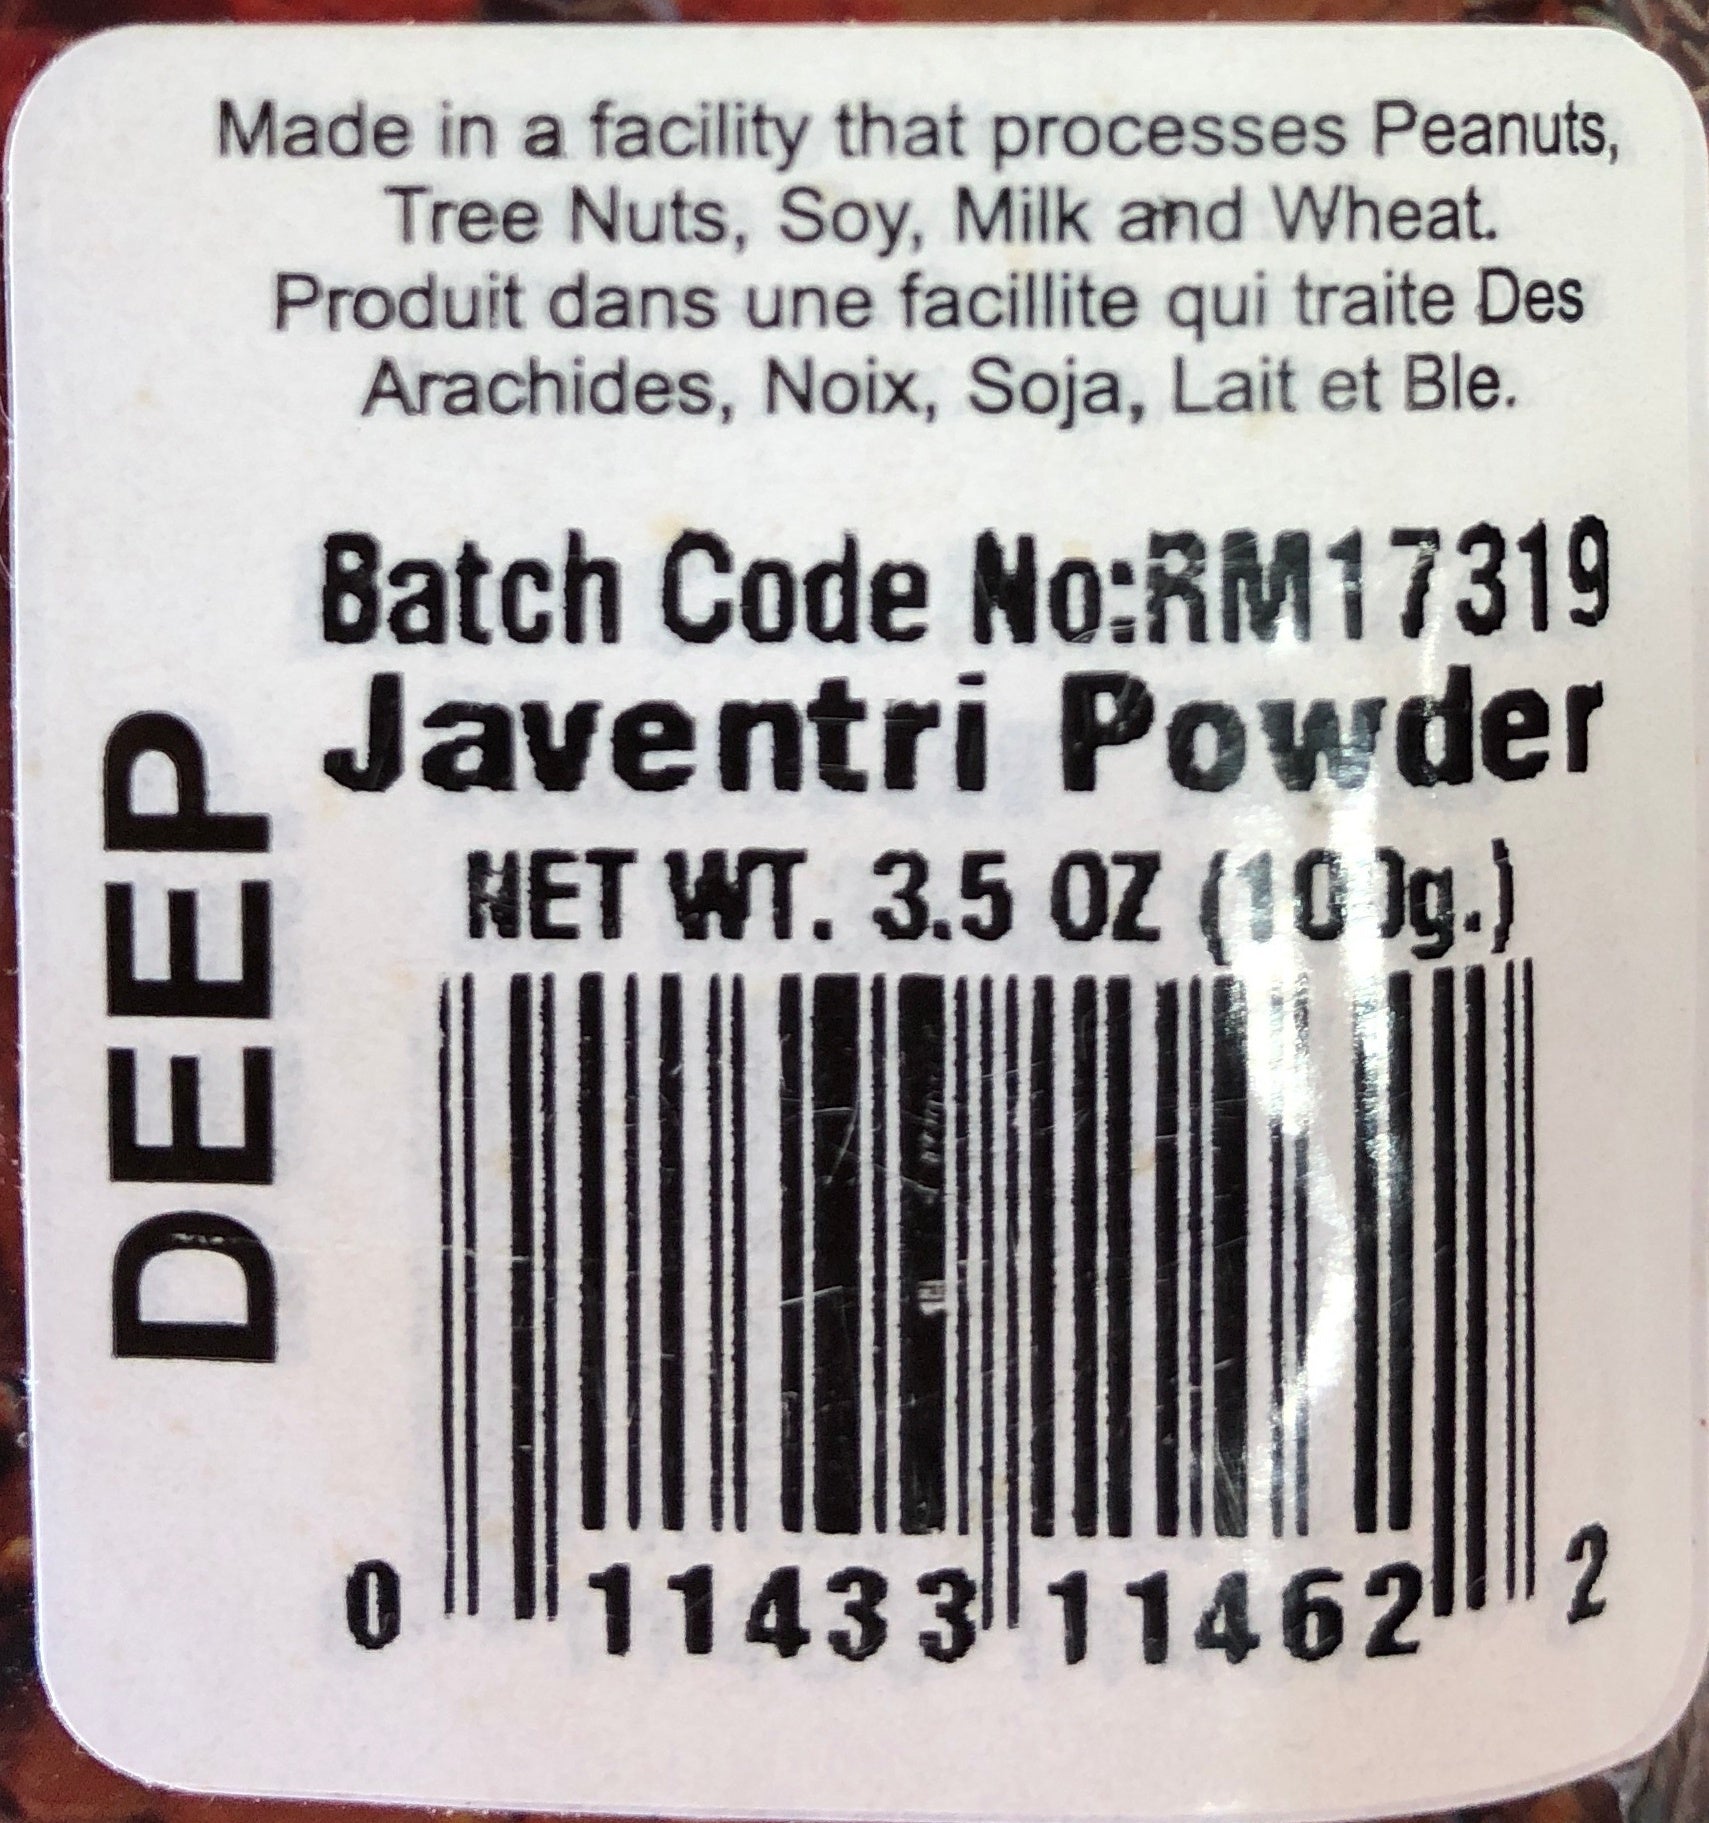 Made in a facility that processes Peanuts,
Tree Nuts, Soy, Milk and Wheat.
Produit dans une facillite qui traite Des
Arachides, Noix, Soja, Lait et Ble.
Batch Code No:RM17319
Javentri Powder
NET WT. 3.5 OZ (100g.)
DEEP
0 11433 11462 2